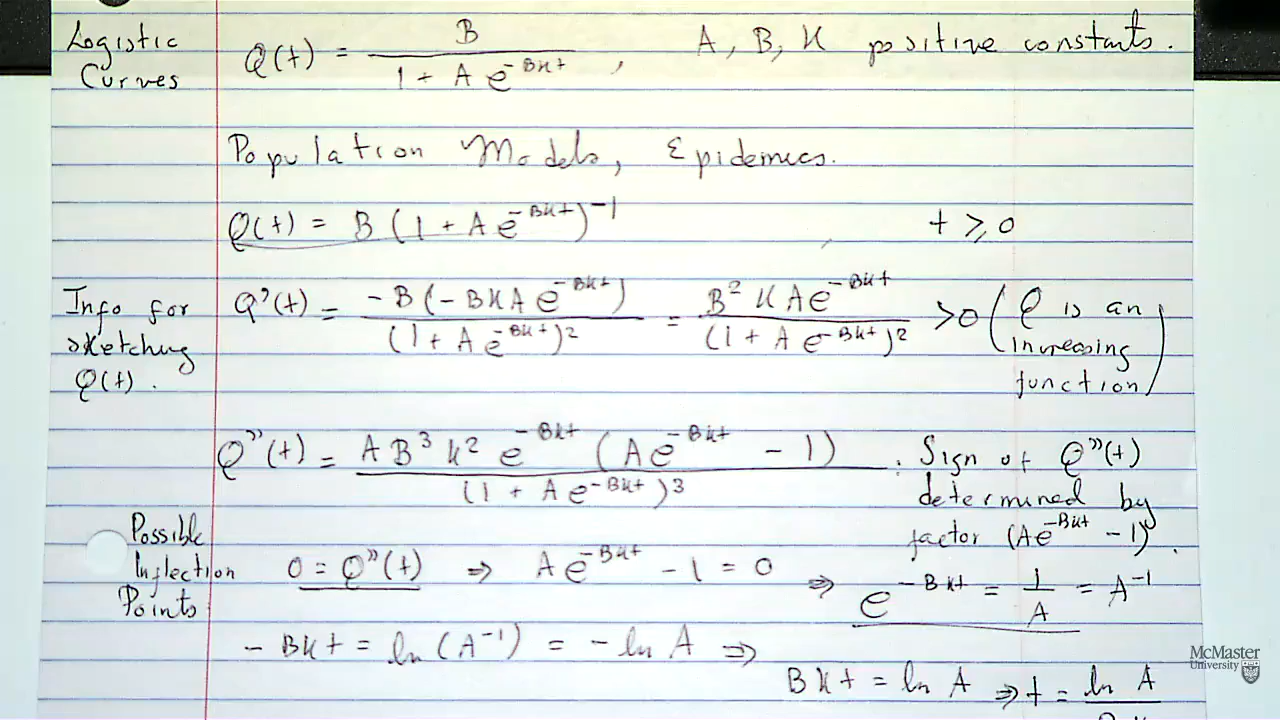 Logistic Curves
Q(t) = B / (1 + A e^{-Bkt}) , A, B, k positive constants.
Population Models, Epidemics.
Q(t) = B (1 + A e^{-Bkt})^{-1} t ≥ 0
Info for sketching Q(t).
Q'(t) = -B (-BkA e^{-Bkt}) / (1 + A e^{-Bkt})^2 = B^2 k A e^{-Bkt} / (1 + A e^{-Bkt})^2 > 0 (Q is an increasing function)
Q''(t) = A B^3 k^2 e^{-Bkt} (A e^{-Bkt} - 1) / (1 + A e^{-Bkt})^3 . Sign of Q''(t) determined by factor (A e^{-Bkt} - 1).
Possible Inflection Points
0 = Q''(t) ⇒ A e^{-Bkt} - 1 = 0 ⇒ e^{-Bkt} = 1/A = A^{-1}
-Bkt = ln(A^{-1}) = -ln A ⇒
Bkt = ln A ⇒ t = ln A /
McMaster
University